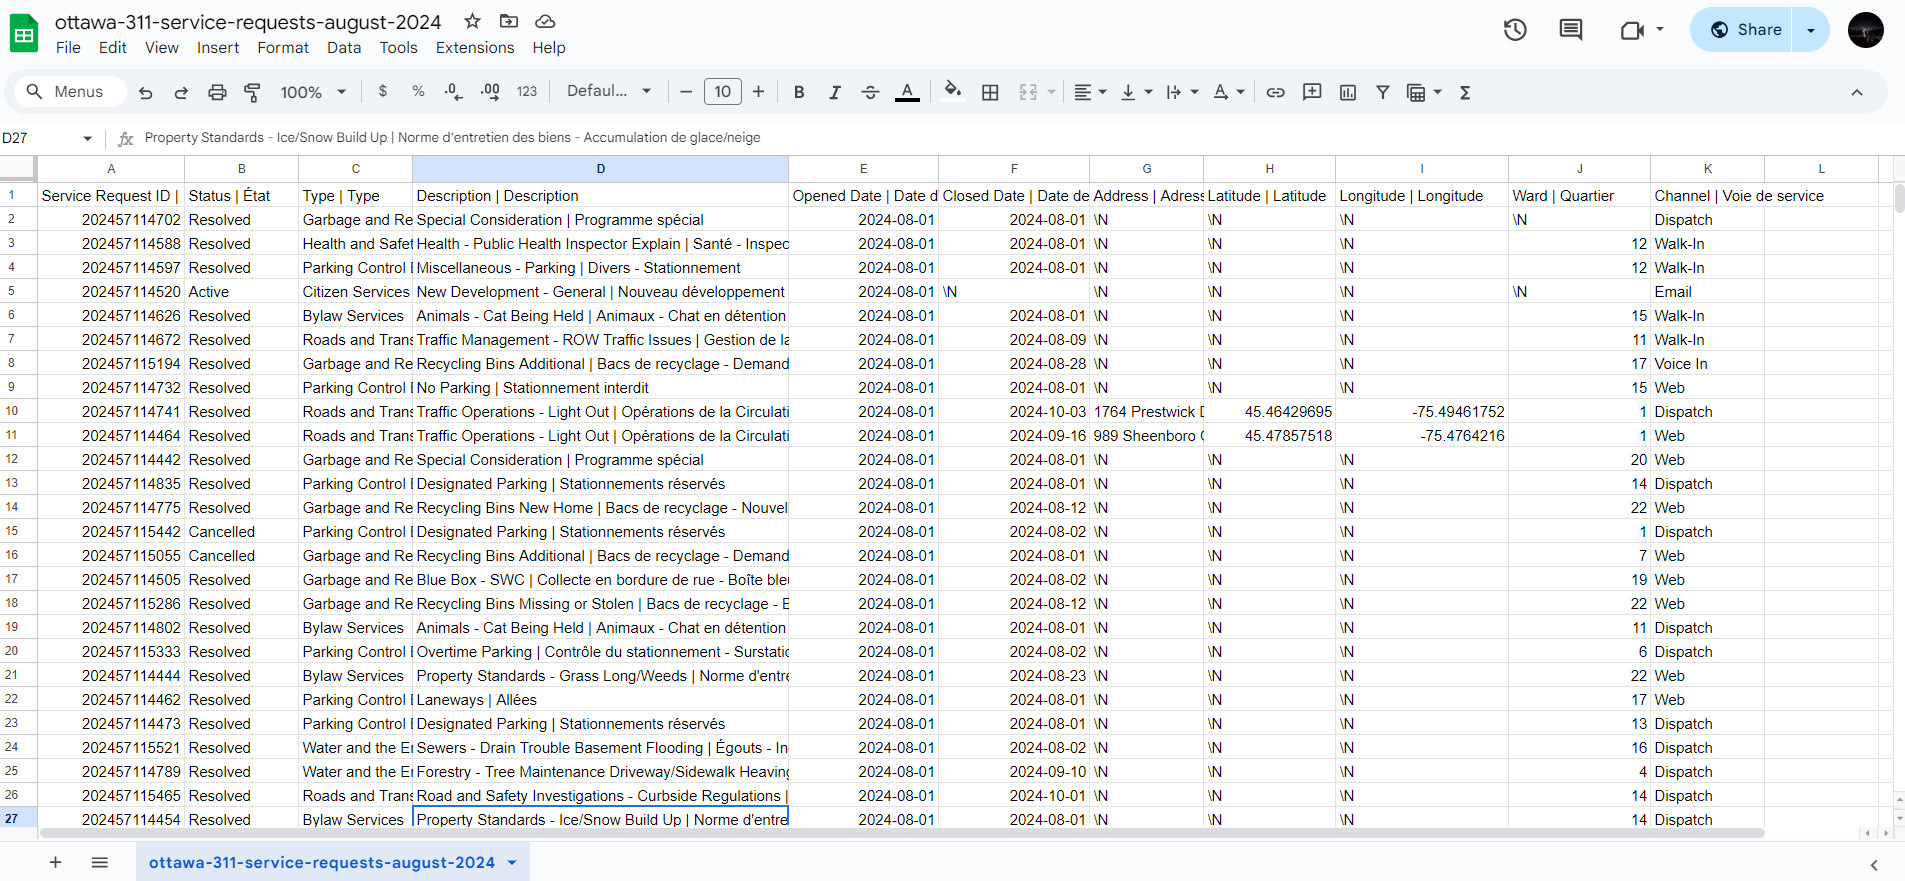 ottawa-311-service-requests-august-2024
File Edit View Insert Format Data Tools Extensions Help
Share
Menus 100% $ % .0 .00 123 Defaul... 10 B I A
D27 fx Property Standards - Ice/Snow Build Up | Norme d'entretien des biens - Accumulation de glace/neige
A B C D E F G H I J K L
1 Service Request ID | Status | État Type | Type Description | Description Opened Date | Date d Closed Date | Date de Address | Adress Latitude | Latitude Longitude | Longitude Ward | Quartier Channel | Voie de service
2 202457114702 Resolved Garbage and Re Special Consideration | Programme spécial 2024-08-01 2024-08-01 \N \N \N \N Dispatch
3 202457114588 Resolved Health and Safet Health - Public Health Inspector Explain | Santé - Inspec 2024-08-01 2024-08-01 \N \N \N 12 Walk-In
4 202457114597 Resolved Parking Control Miscellaneous - Parking | Divers - Stationnement 2024-08-01 2024-08-01 \N \N \N 12 Walk-In
5 202457114520 Active Citizen Services New Development - General | Nouveau développement 2024-08-01 \N \N \N \N \N Email
6 202457114626 Resolved Bylaw Services Animals - Cat Being Held | Animaux - Chat en détention 2024-08-01 2024-08-01 \N \N \N 15 Walk-In
7 202457114672 Resolved Roads and Trans Traffic Management - ROW Traffic Issues | Gestion de la 2024-08-01 2024-08-09 \N \N \N 11 Walk-In
8 202457115194 Resolved Garbage and Re Recycling Bins Additional | Bacs de recyclage - Demand 2024-08-01 2024-08-28 \N \N \N 17 Voice In
9 202457114732 Resolved Parking Control No Parking | Stationnement interdit 2024-08-01 2024-08-01 \N \N \N 15 Web
10 202457114741 Resolved Roads and Trans Traffic Operations - Light Out | Opérations de la Circulati 2024-08-01 2024-10-03 1764 Prestwick D 45.46429695 -75.49461752 1 Dispatch
11 202457114464 Resolved Roads and Trans Traffic Operations - Light Out | Opérations de la Circulati 2024-08-01 2024-09-16 989 Sheenboro C 45.47857518 -75.4764216 1 Web
12 202457114442 Resolved Garbage and Re Special Consideration | Programme spécial 2024-08-01 2024-08-01 \N \N \N 20 Web
13 202457114835 Resolved Parking Control Designated Parking | Stationnements réservés 2024-08-01 2024-08-01 \N \N \N 14 Dispatch
14 202457114775 Resolved Garbage and Re Recycling Bins New Home | Bacs de recyclage - Nouvel 2024-08-01 2024-08-12 \N \N \N 22 Web
15 202457115442 Cancelled Parking Control Designated Parking | Stationnements réservés 2024-08-01 2024-08-02 \N \N \N 1 Dispatch
16 202457115055 Cancelled Garbage and Re Recycling Bins Additional | Bacs de recyclage - Demand 2024-08-01 2024-08-01 \N \N \N 7 Web
17 202457114505 Resolved Garbage and Re Blue Box - SWC | Collecte en bordure de rue - Boîte bleu 2024-08-01 2024-08-02 \N \N \N 19 Web
18 202457115286 Resolved Garbage and Re Recycling Bins Missing or Stolen | Bacs de recyclage - B 2024-08-01 2024-08-12 \N \N \N 22 Web
19 202457114802 Resolved Bylaw Services Animals - Cat Being Held | Animaux - Chat en détention 2024-08-01 2024-08-01 \N \N \N 11 Dispatch
20 202457115333 Resolved Parking Control Overtime Parking | Contrôle du stationnement - Surstatio 2024-08-01 2024-08-02 \N \N \N 6 Dispatch
21 202457114444 Resolved Bylaw Services Property Standards - Grass Long/Weeds | Norme d'entre 2024-08-01 2024-08-23 \N \N \N 22 Web
22 202457114462 Resolved Parking Control Laneways | Allées 2024-08-01 2024-08-01 \N \N \N 17 Web
23 202457114473 Resolved Parking Control Designated Parking | Stationnements réservés 2024-08-01 2024-08-01 \N \N \N 13 Dispatch
24 202457115521 Resolved Water and the En Sewers - Drain Trouble Basement Flooding | Égouts - In 2024-08-01 2024-08-02 \N \N \N 16 Dispatch
25 202457114789 Resolved Water and the En Forestry - Tree Maintenance Driveway/Sidewalk Heaving 2024-08-01 2024-09-10 \N \N \N 4 Dispatch
26 202457115465 Resolved Roads and Trans Road and Safety Investigations - Curbside Regulations | 2024-08-01 2024-10-01 \N \N \N 14 Dispatch
27 202457114454 Resolved Bylaw Services Property Standards - Ice/Snow Build Up | Norme d'entre 2024-08-01 2024-08-01 \N \N \N 14 Dispatch
ottawa-311-service-requests-august-2024